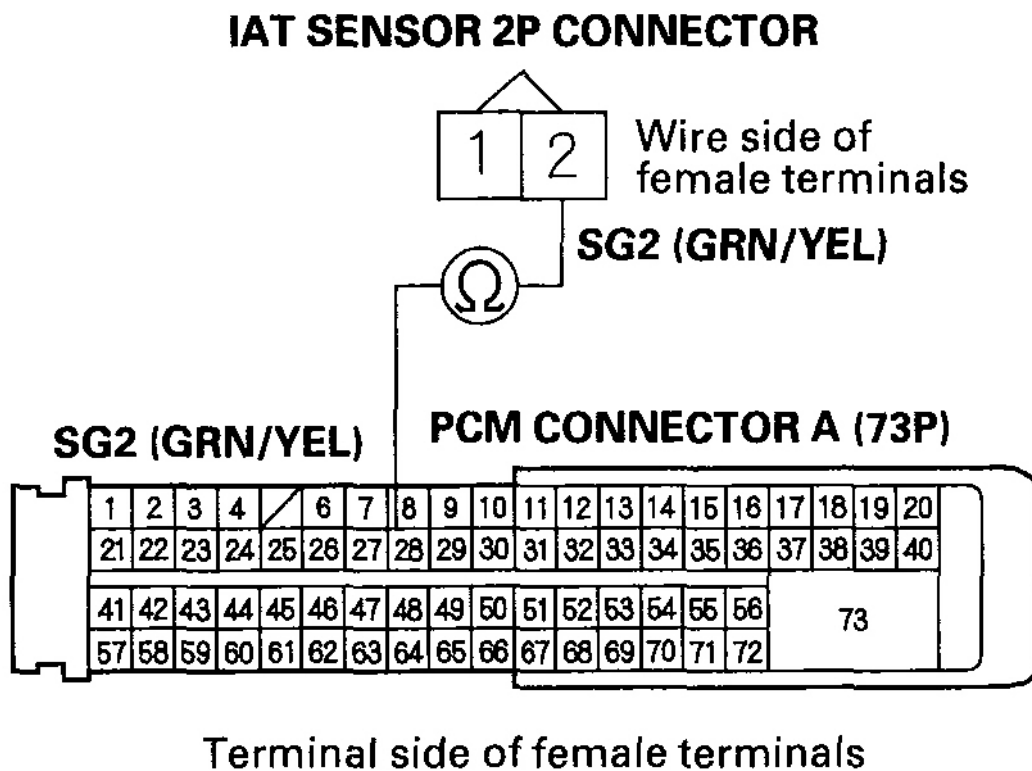 IAT SENSOR 2P CONNECTOR
1 2
Wire side of
female terminals
SG2 (GRN/YEL)
Ω
SG2 (GRN/YEL)
PCM CONNECTOR A (73P)
1 2 3 4 6 7 8 9 10 11 12 13 14 15 16 17 18 19 20
21 22 23 24 25 26 27 28 29 30 31 32 33 34 35 36 37 38 39 40
41 42 43 44 45 46 47 48 49 50 51 52 53 54 55 56
73
57 58 59 60 61 62 63 64 65 66 67 68 69 70 71 72
Terminal side of female terminals